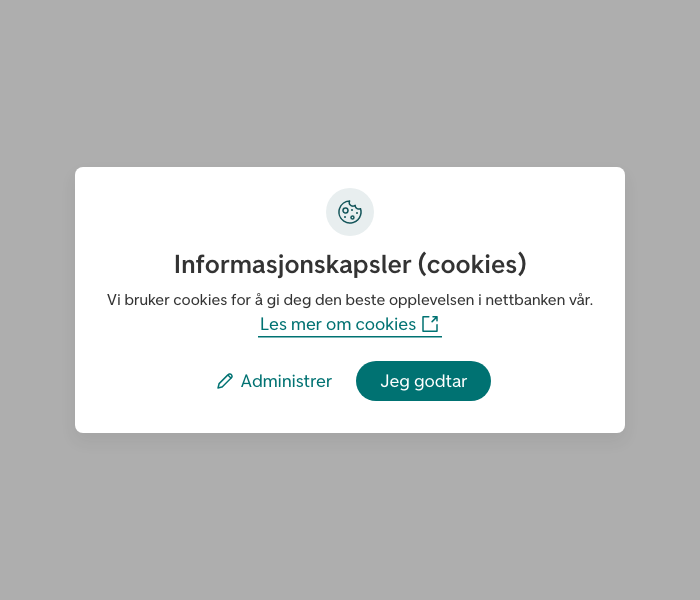 Informasjonskapsler (cookies)
Vi bruker cookies for å gi deg den beste opplevelsen i nettbanken vår.
Les mer om cookies
Administrer
Jeg godtar